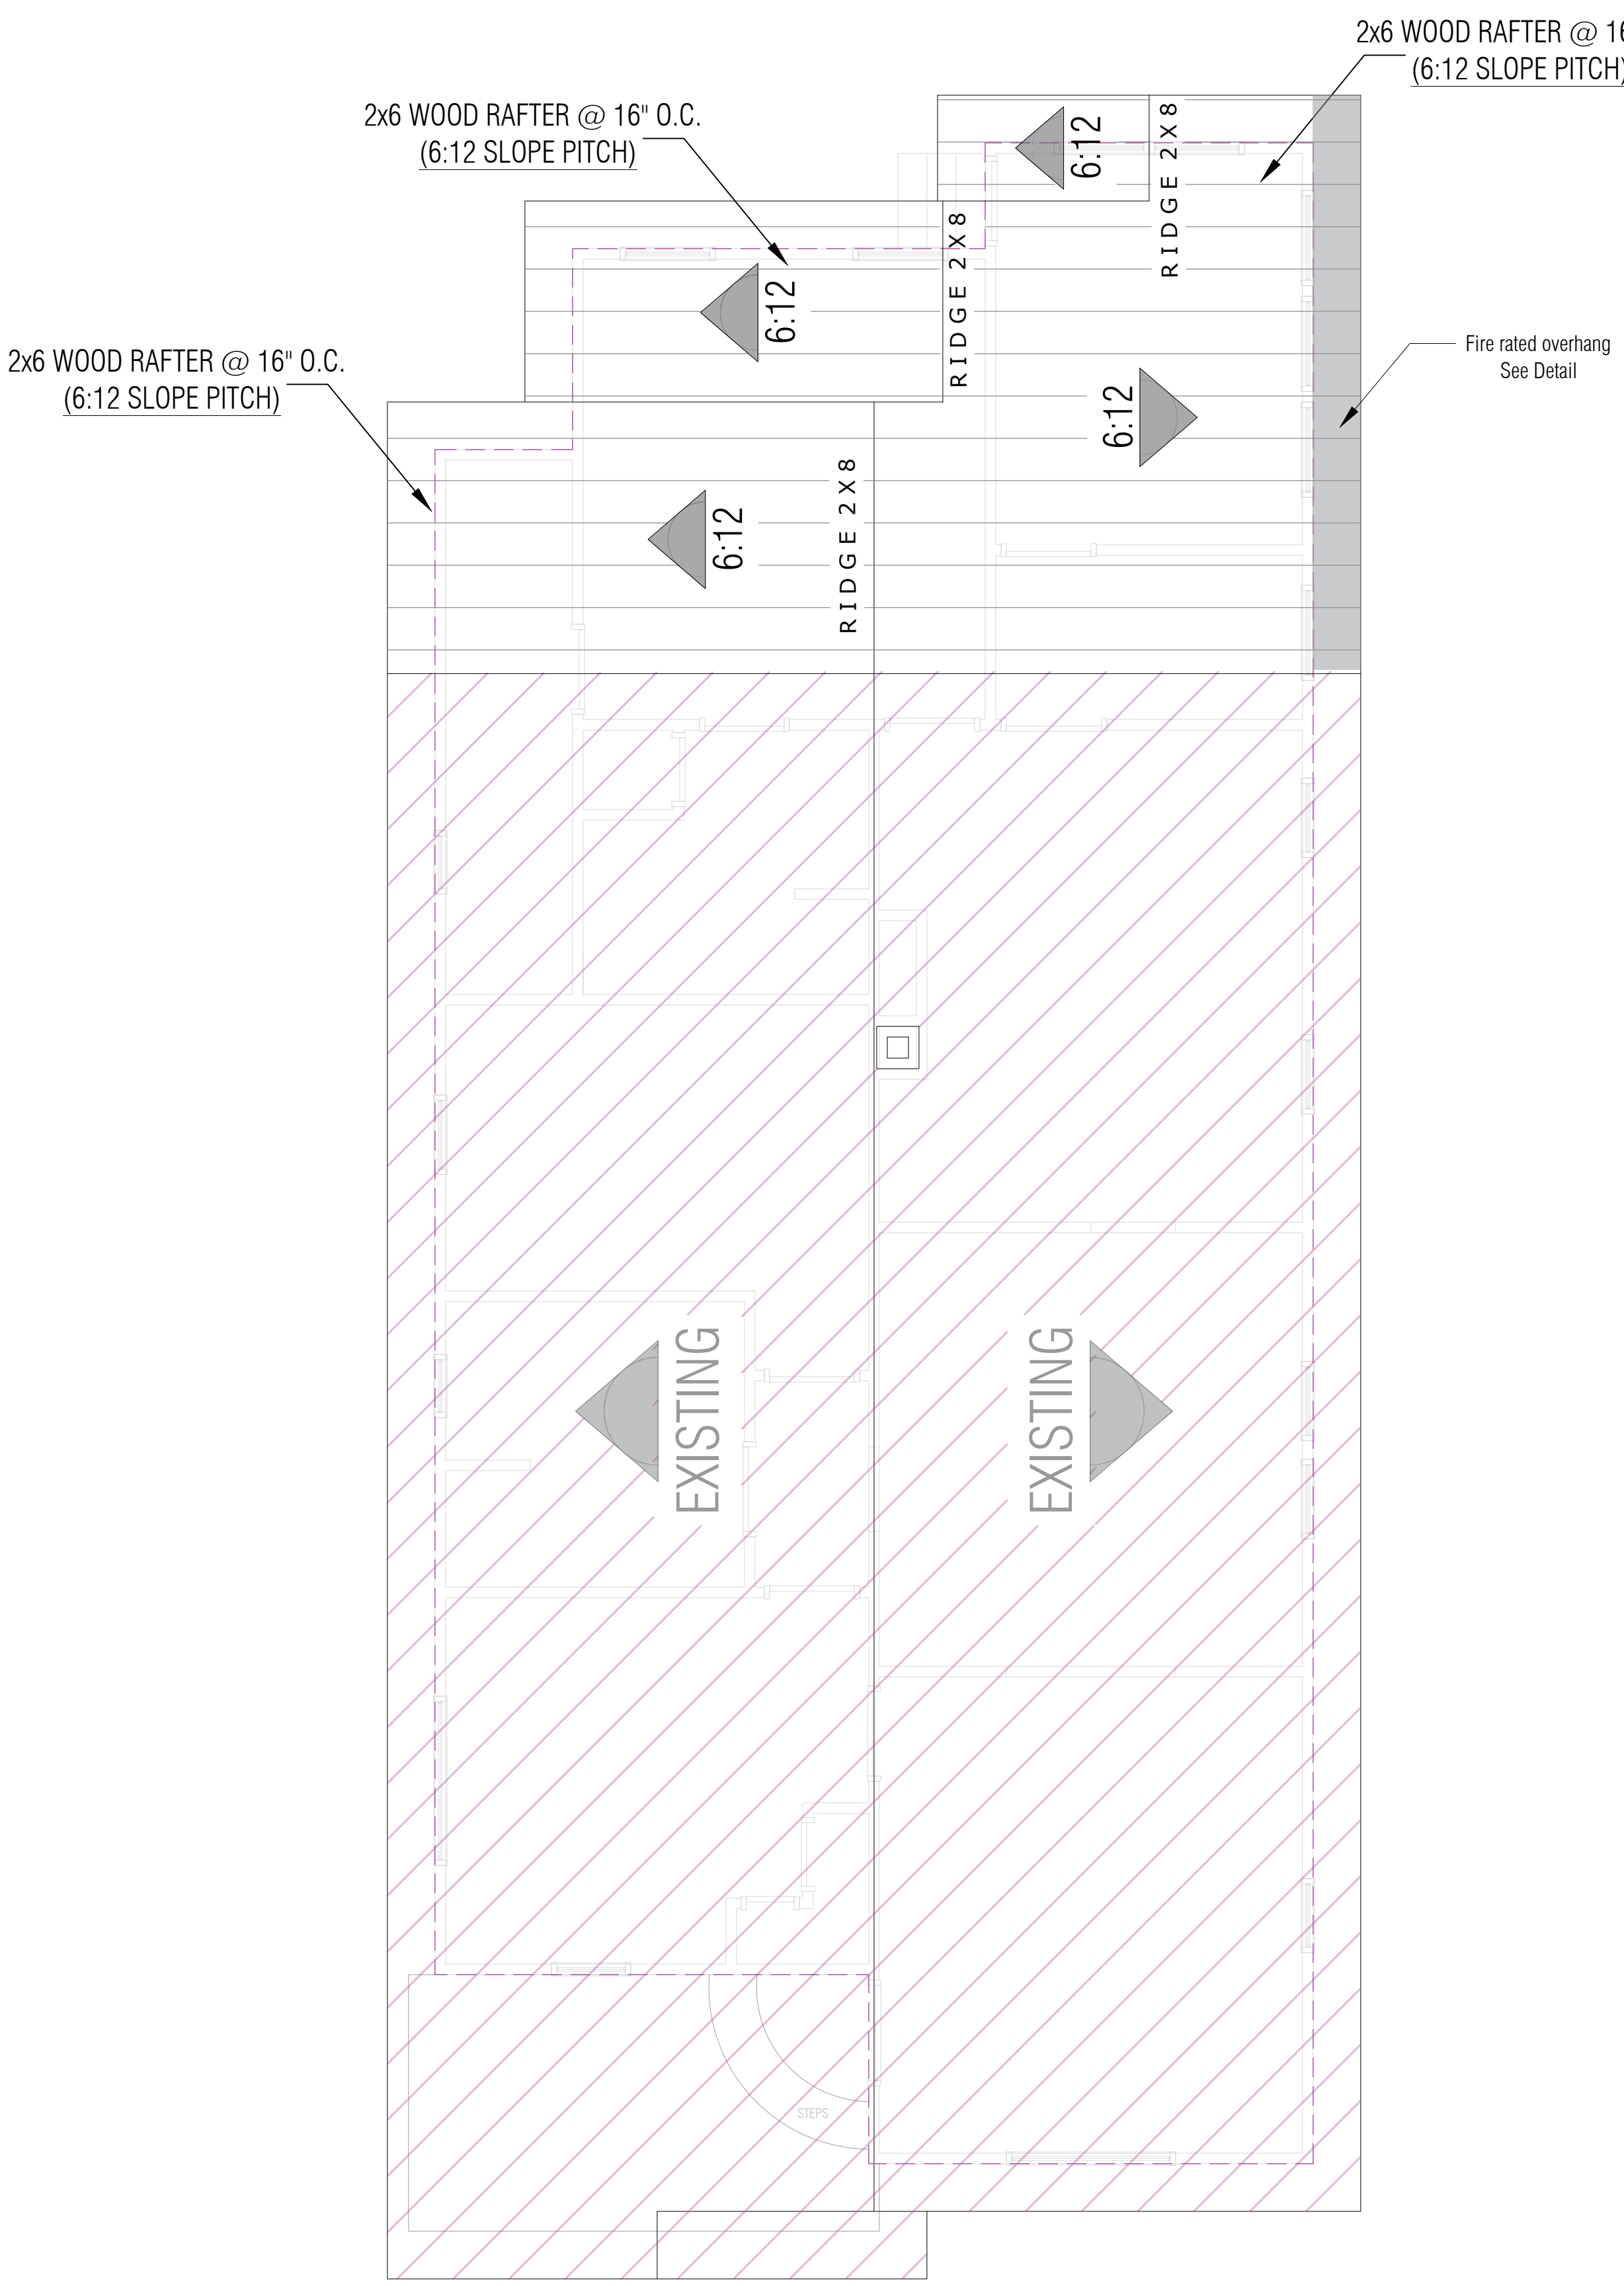 2x6 WOOD RAFTER @ 16
(6:12 SLOPE PITCH)
2x6 WOOD RAFTER @ 16" O.C.
(6:12 SLOPE PITCH)
6:12
RIDGE 2X8
RIDGE 2X8
6:12
2x6 WOOD RAFTER @ 16" O.C.
(6:12 SLOPE PITCH)
Fire rated overhang
See Detail
6:12
RIDGE 2X8
6:12
EXISTING
EXISTING
STEPS